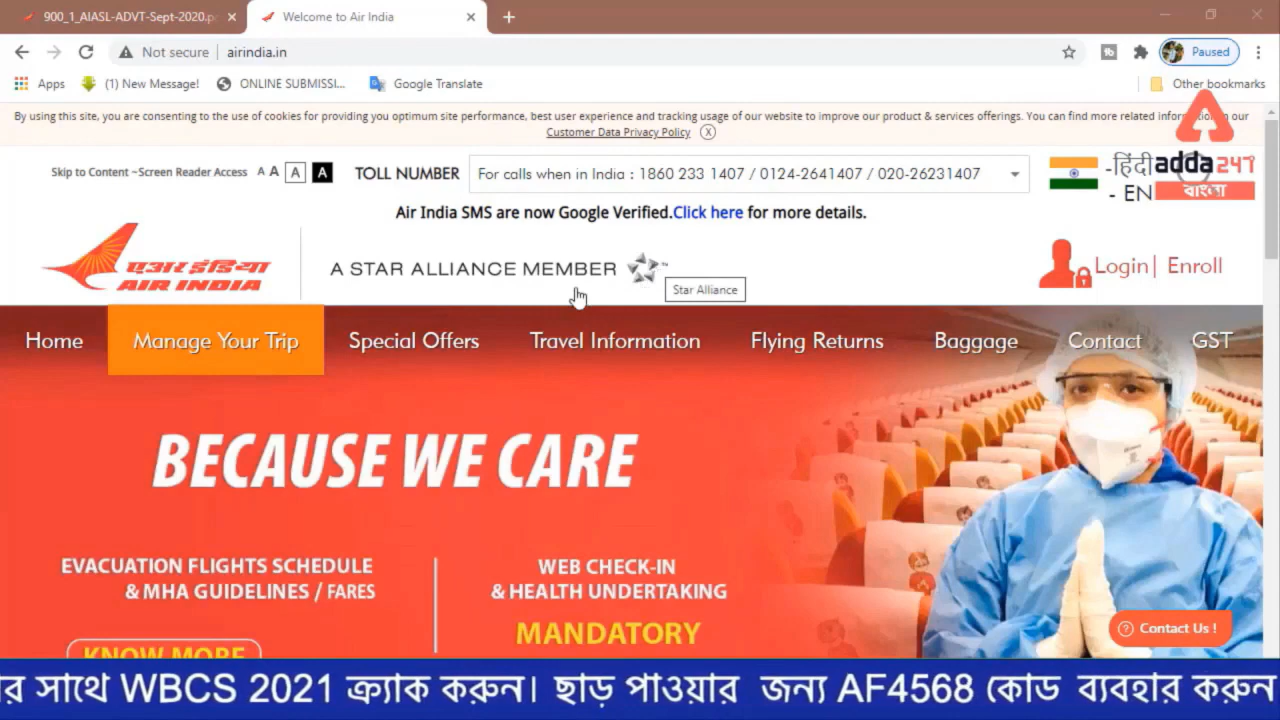 900_1_AIASL-ADVT-Sept-2020.p
Welcome to Air India
Not secure
airindia.in
Paused
Apps
(1) New Message!
ONLINE SUBMISSI...
Google Translate
Other bookmarks
By using this site, you are consenting to the use of cookies for providing you optimum site performance, best user experience and tracking usage of our website to improve our product & services offerings. You can find more related on our
Customer Data Privacy Policy (X)
Skip to Content ~Screen Reader Access A A A A
TOLL NUMBER
For calls when in India : 1860 233 1407 / 0124-2641407 / 020-26231407
-हिंदी
- EN
adda247
বাংলা
Air India SMS are now Google Verified.Click here for more details.
एअर इंडिया
AIR INDIA
A STAR ALLIANCE MEMBER
Star Alliance
Login| Enroll
Home Manage Your Trip Special Offers Travel Information Flying Returns Baggage Contact GST
BECAUSE WE CARE
EVACUATION FLIGHTS SCHEDULE
& MHA GUIDELINES / FARES
KNOW MORE
WEB CHECK-IN
& HEALTH UNDERTAKING
MANDATORY
Contact Us !
সাথে WBCS 2021 ক্র্যাক করুন। ছাড় পাওয়ার জন্য AF4568 কোড ব্যবহার করুন